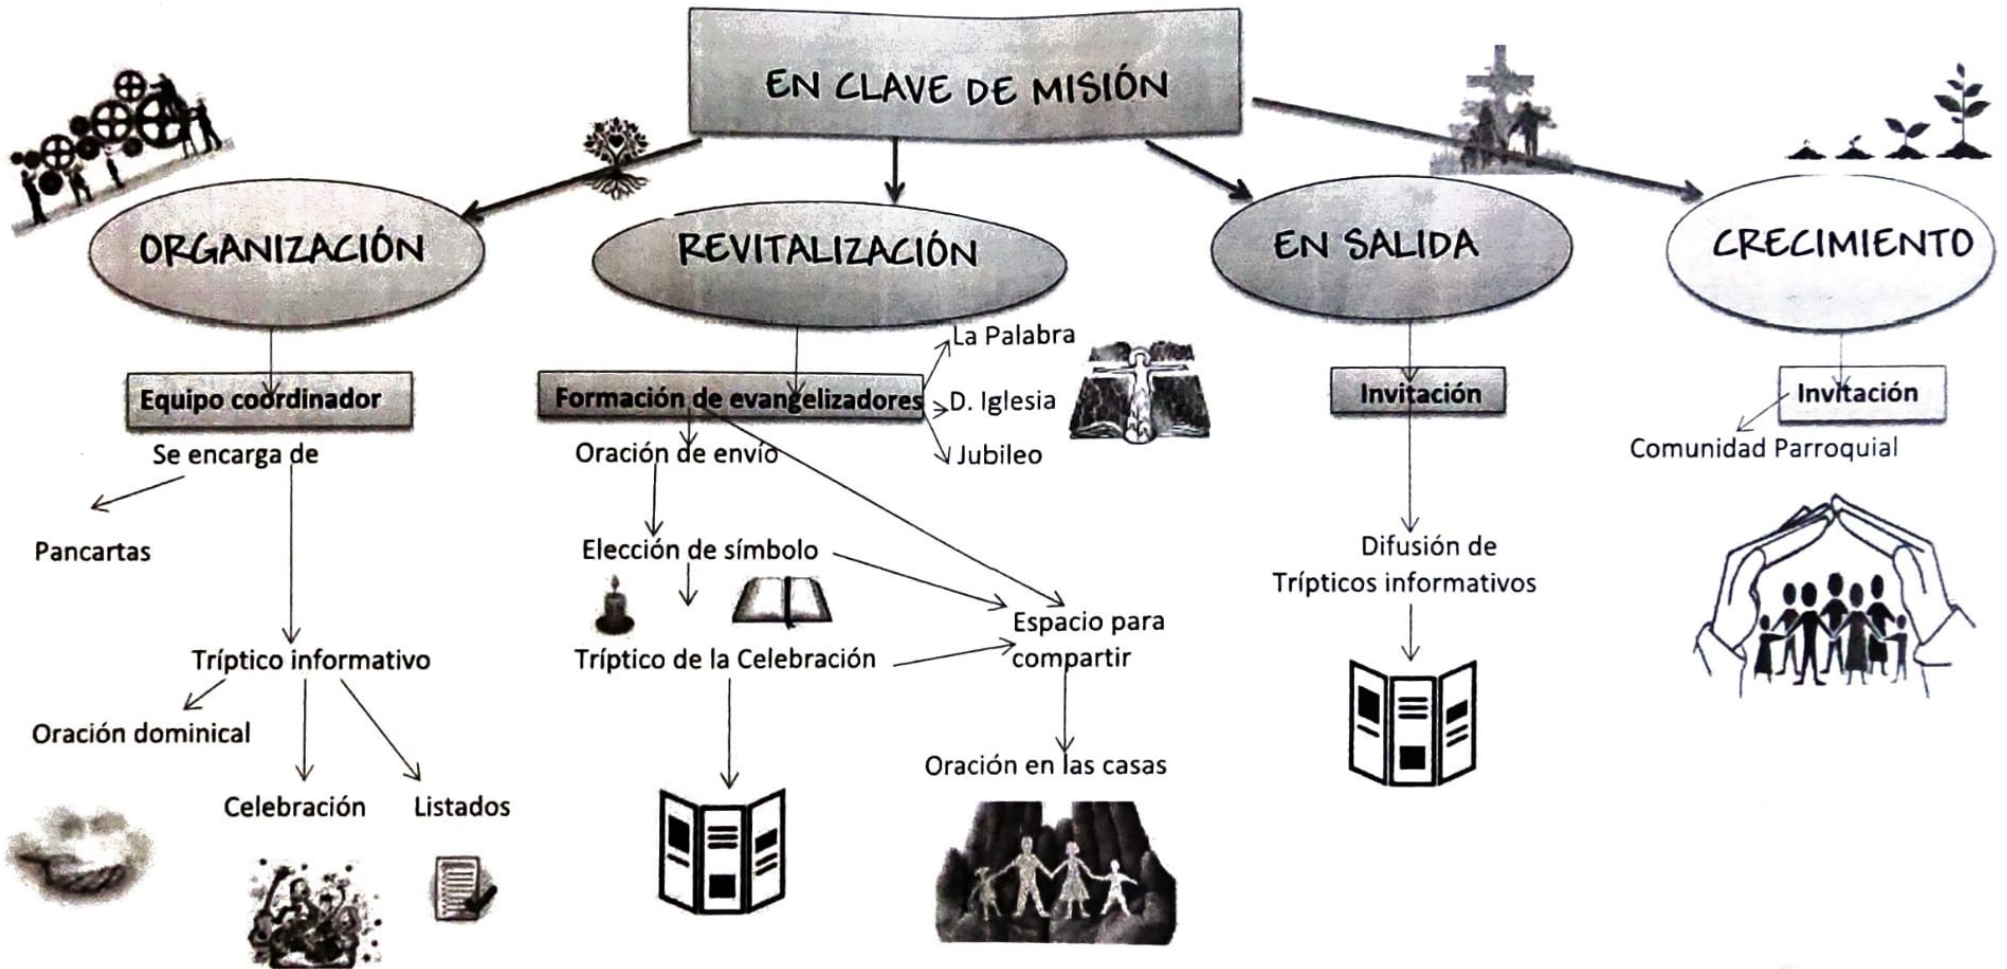 EN CLAVE DE MISIÓN
ORGANIZACIÓN
REVITALIZACIÓN
EN SALIDA
CRECIMIENTO
Equipo coordinador
Se encarga de
Pancartas
Tríptico informativo
Oración dominical
Celebración
Listados
Formación de evangelizadores
La Palabra
D. Iglesia
Jubileo
Oración de envío
Elección de símbolo
Tríptico de la Celebración
Espacio para
compartir
Oración en las casas
Invitación
Difusión de
Trípticos informativos
Invitación
Comunidad Parroquial